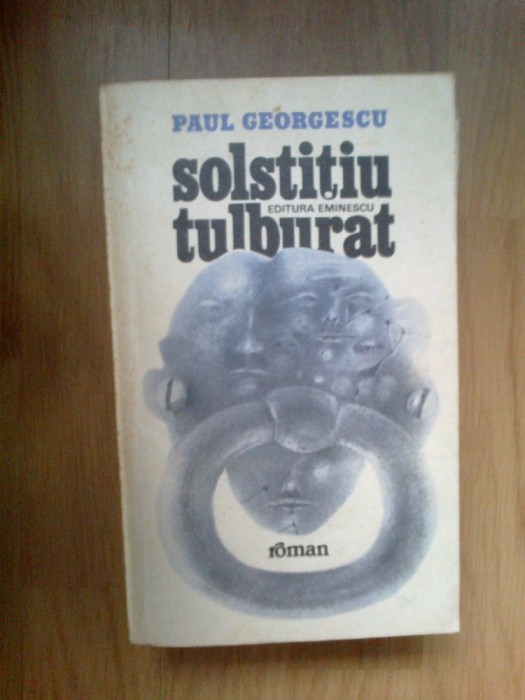 PAUL GEORGESCU
solstițiu
EDITURA EMINESCU
tulburat
roman